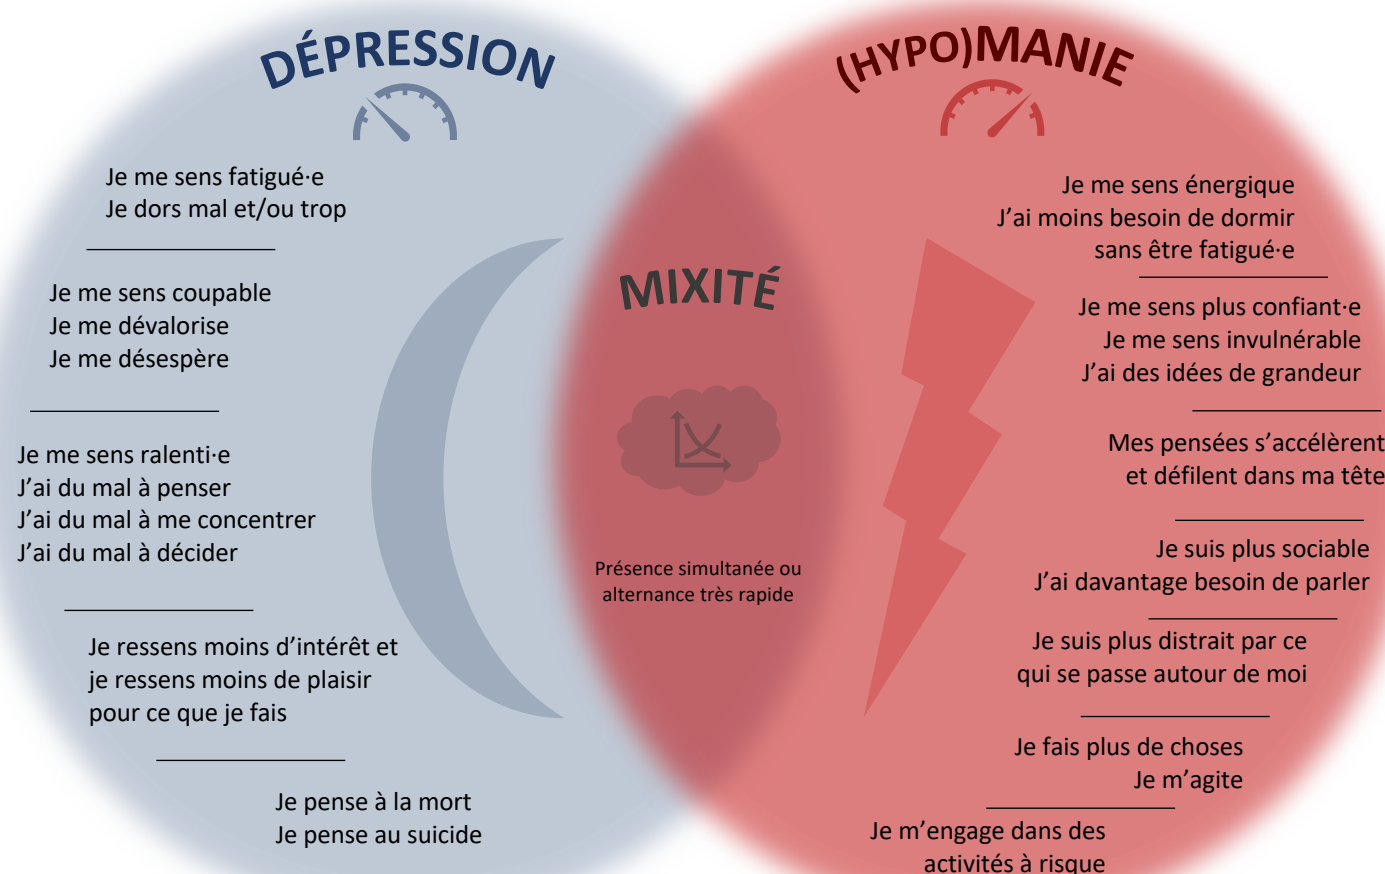 DÉPRESSION
Je me sens fatigué·e
Je dors mal et/ou trop
Je me sens coupable
Je me dévalorise
Je me désespère
Je me sens ralenti·e
J’ai du mal à penser
J’ai du mal à me concentrer
J’ai du mal à décider
Je ressens moins d’intérêt et
je ressens moins de plaisir
pour ce que je fais
Je pense à la mort
Je pense au suicide
MIXITÉ
Présence simultanée ou
alternance très rapide
(HYPO)MANIE
Je me sens énergique
J’ai moins besoin de dormir
sans être fatigué·e
Je me sens plus confiant·e
Je me sens invulnérable
J’ai des idées de grandeur
Mes pensées s’accélèrent
et défilent dans ma tête
Je suis plus sociable
J’ai davantage besoin de parler
Je suis plus distrait par ce
qui se passe autour de moi
Je fais plus de choses
Je m’agite
Je m’engage dans des
activités à risque